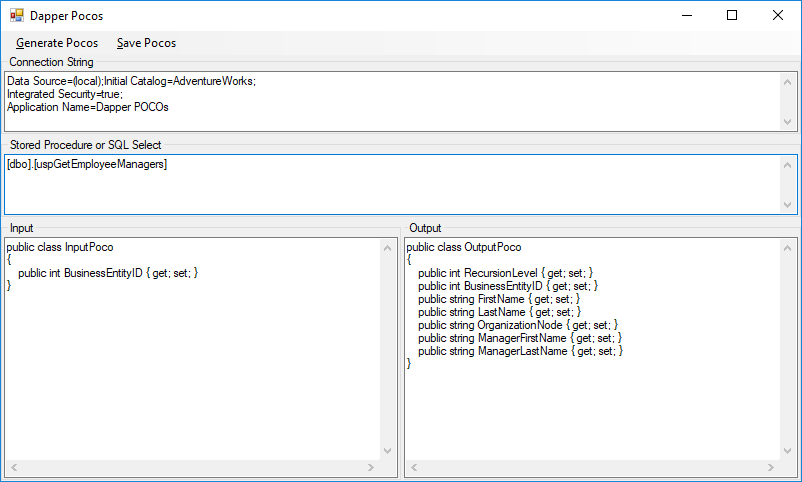 Dapper Pocos
Generate Pocos Save Pocos
Connection String
Data Source=(local);Initial Catalog=AdventureWorks;
Integrated Security=true;
Application Name=Dapper POCOs
Stored Procedure or SQL Select
[dbo].[uspGetEmployeeManagers]
Input
public class InputPoco
{
    public int BusinessEntityID { get; set; }
}
Output
public class OutputPoco
{
    public int RecursionLevel { get; set; }
    public int BusinessEntityID { get; set; }
    public string FirstName { get; set; }
    public string LastName { get; set; }
    public string OrganizationNode { get; set; }
    public string ManagerFirstName { get; set; }
    public string ManagerLastName { get; set; }
}